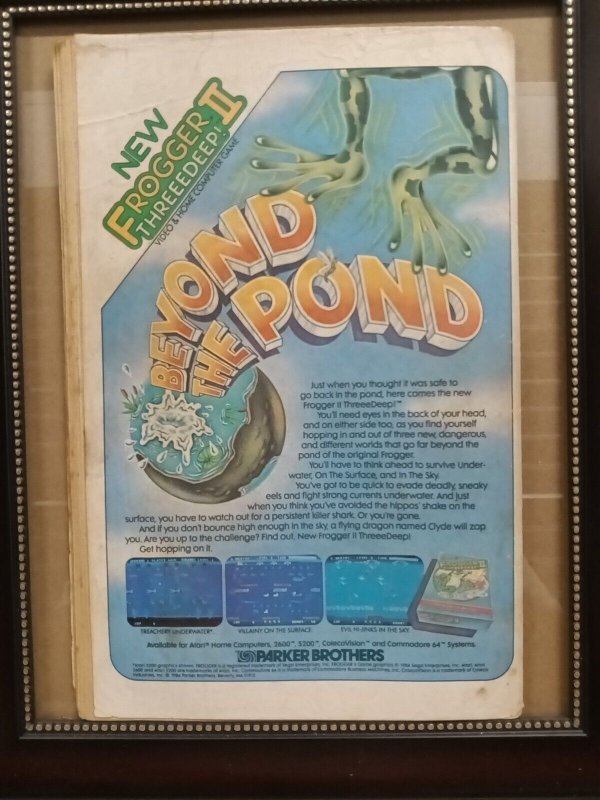 NEW
FROGGER II
THREEEDEEP!
VIDEO & HOME COMPUTER GAME
BEYOND
THE POND
Just when you thought it was safe to
go back in the pond, here comes the new
Frogger II ThreeeDeep!™
You'll need eyes in the back of your head,
and on either side too, as you find yourself
hopping in and out of three new, dangerous,
and different worlds that go far beyond the
pond of the original Frogger.
You'll have to think ahead to survive Under-
water, On The Surface, and In The Sky.
You've got to be quick to evade deadly, sneaky
eels and fight strong currents underwater. And just
when you think you've avoided the hippos' shake on the
surface, you have to watch out for a persistent killer shark. Or you're gone.
And if you don't bounce high enough in the sky, a flying dragon named Clyde will zap
you. Are you up to the challenge? Find out. New Frogger II ThreeeDeep!
Get hopping on it.
TREACHERY UNDERWATER*
VILLAINY ON THE SURFACE
EVIL HI-JINKS IN THE SKY
Available for Atari® Home Computers, 2600™, 5200™, ColecoVision™ and Commodore 64™ Systems.
PARKER BROTHERS